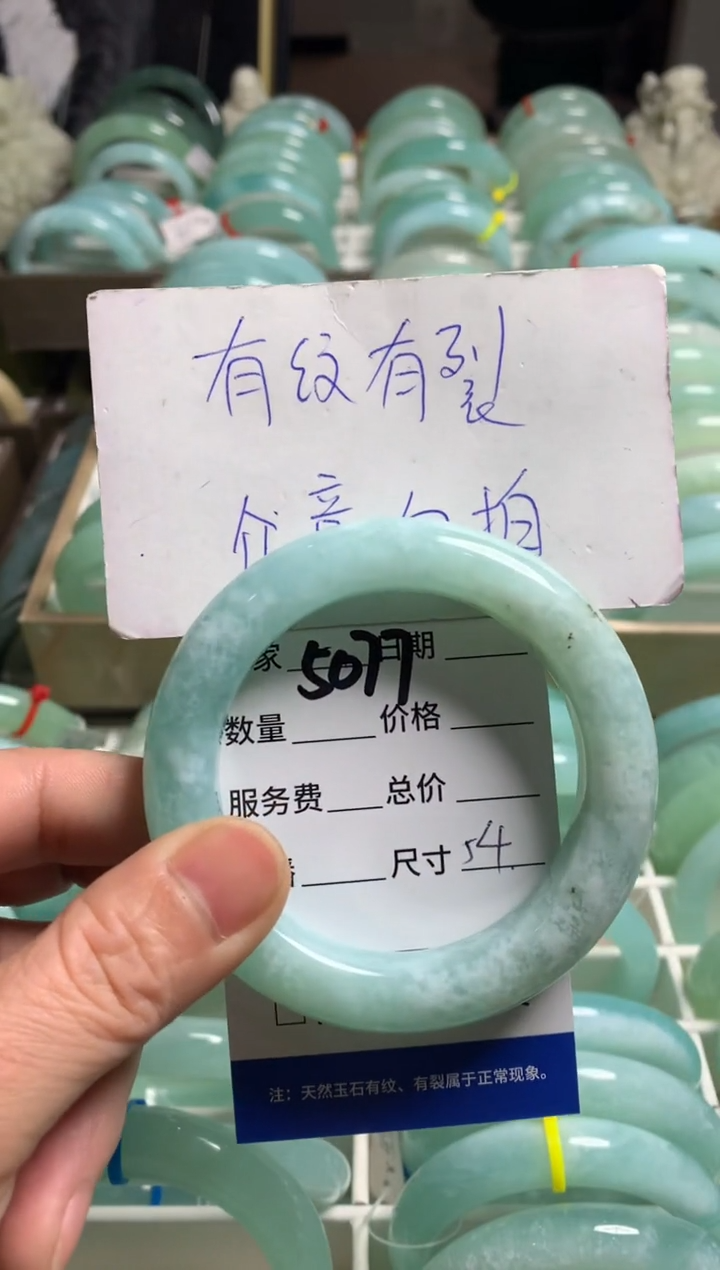 有纹有裂
介意勿拍
家 5077 日期
数量 价格
服务费 总价
尺寸 54
注：天然玉石有纹、有裂属于正常现象。